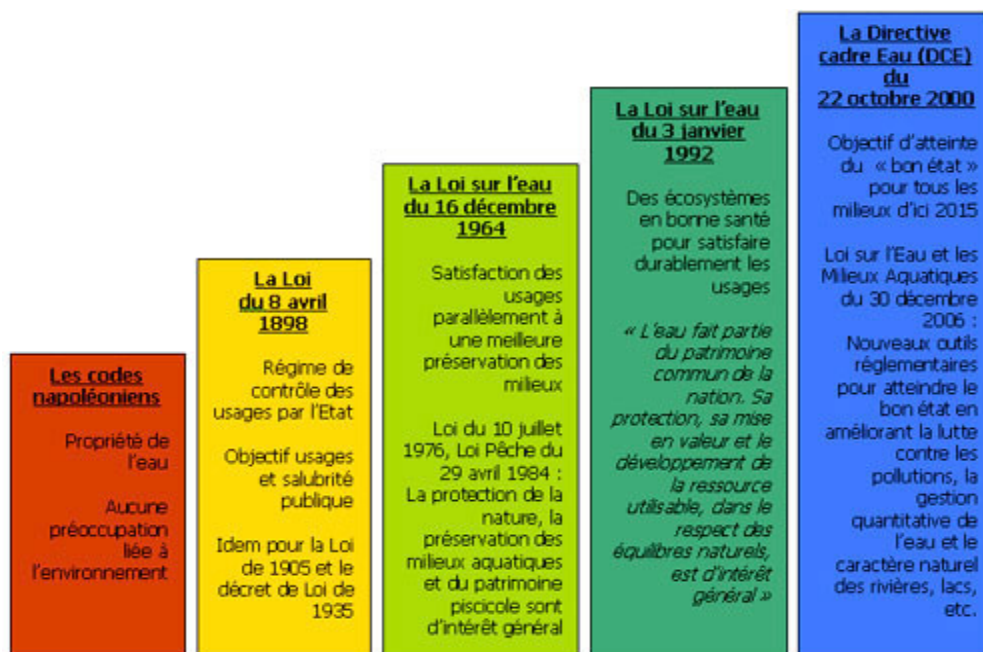 Les codes
napoléoniens
Propriété de
l'eau
Aucune
préoccupation
liée à
l'environnement
La Loi
du 8 avril
1898
Régime de
contrôle des
usages par l'Etat
Objectif usages
et salubrité
publique
Idem pour la Loi
de 1905 et le
décret de Loi de
1935
La Loi sur l'eau
du 16 décembre
1964
Satisfaction des
usages
parallèlement à
une meilleure
préservation des
milieux
Loi du 10 juillet
1976, Loi Pêche du
29 avril 1984 :
La protection de la
nature, la
préservation des
milieux aquatiques
et du patrimoine
piscicole sont
d'intérêt général
La Loi sur l'eau
du 3 janvier
1992
Des écosystèmes
en bonne santé
pour satisfaire
durablement les
usages
« L'eau fait partie
du patrimoine
commun de la
nation. Sa
protection, sa mise
en valeur et le
développement de
la ressource
utilisable, dans le
respect des
équilibres naturels,
est d'intérêt
général »
La Directive
cadre Eau (DCE)
du
22 octobre 2000
Objectif d'atteinte
du « bon état »
pour tous les
milieux d'ici 2015
Loi sur l'Eau et les
Milieux Aquatiques
du 30 décembre
2006 :
Nouveaux outils
réglementaires
pour atteindre le
bon état en
améliorant la lutte
contre les
pollutions, la
gestion
quantitative de
l'eau et le
caractère naturel
des rivières, lacs,
etc.